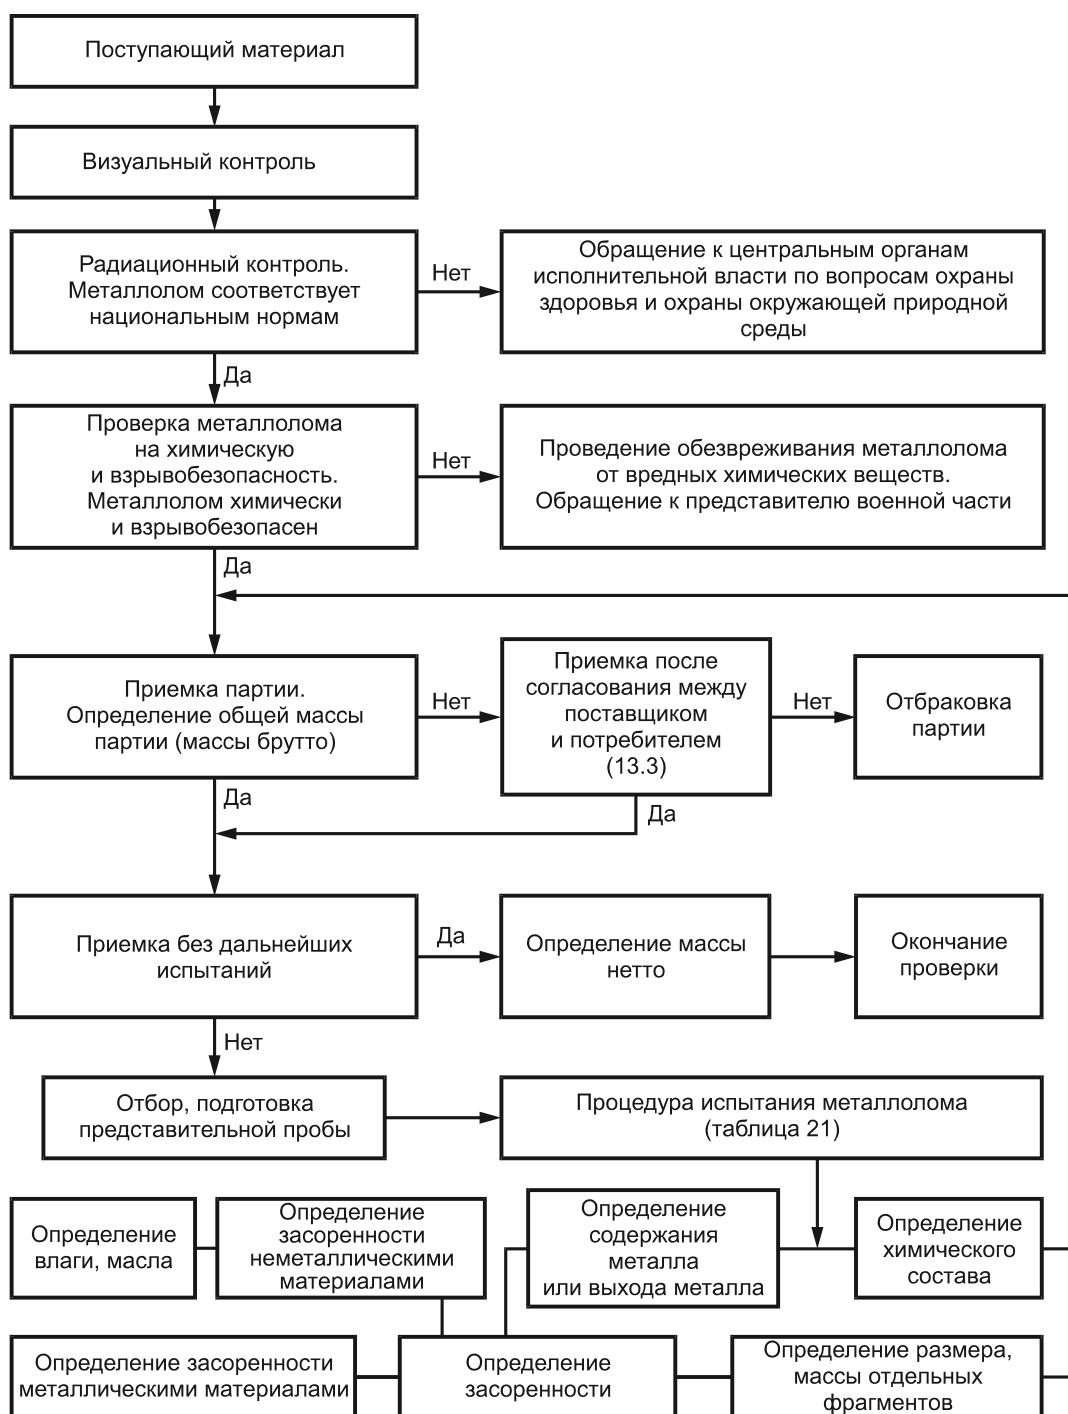 Поступающий материал
Визуальный контроль
Радиационный контроль.
Металлолом соответствует
национальным нормам
Нет
Обращение к центральным органам
исполнительной власти по вопросам охраны
здоровья и охраны окружающей природной
среды
Да
Проверка металлолома
на химическую
и взрывобезопасность.
Металлолом химически
и взрывобезопасен
Нет
Проведение обезвреживания металлолома
от вредных химических веществ.
Обращение к представителю военной части
Да
Приемка партии.
Определение общей массы
партии (массы брутто)
Нет
Приемка после
согласования между
поставщиком
и потребителем
(13.3)
Нет
Отбраковка
партии
Да
Да
Приемка без дальнейших
испытаний
Да
Определение массы
нетто
Окончание
проверки
Нет
Отбор, подготовка
представительной пробы
Процедура испытания металлолома
(таблица 21)
Определение
влаги, масла
Определение
засоренности
неметаллическими
материалами
Определение
содержания
металла
или выхода металла
Определение
химического
состава
Определение засоренности
металлическими материалами
Определение
засоренности
Определение размера,
массы отдельных
фрагментов